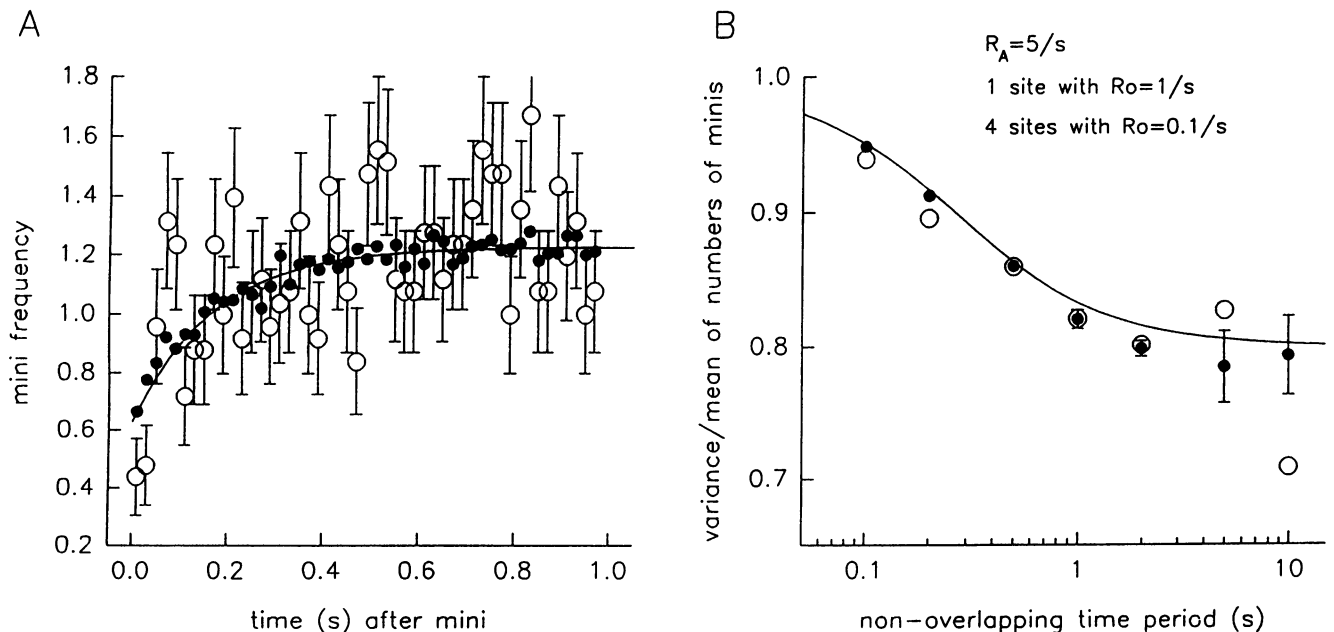 A
mini frequency
1.8
1.6
1.4
1.2
1.0
0.8
0.6
0.4
0.2
0.0
0.2
0.4
0.6
0.8
1.0
time (s) after mini
B
R_A=5/s
1 site with Ro=1/s
4 sites with Ro=0.1/s
variance/mean of numbers of minis
1.0
0.9
0.8
0.7
0.1
1
10
non-overlapping time period (s)